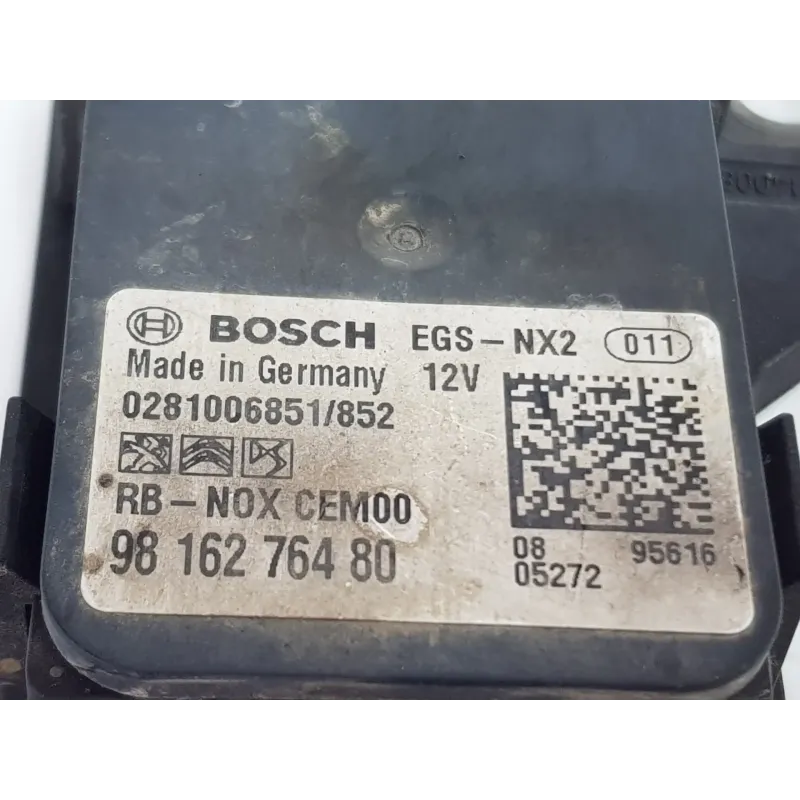 BOSCH EGS-NX2 011
Made in Germany 12V
0281006851/852
RB-NOX CEM00
98 162 764 80
08 95616
05272